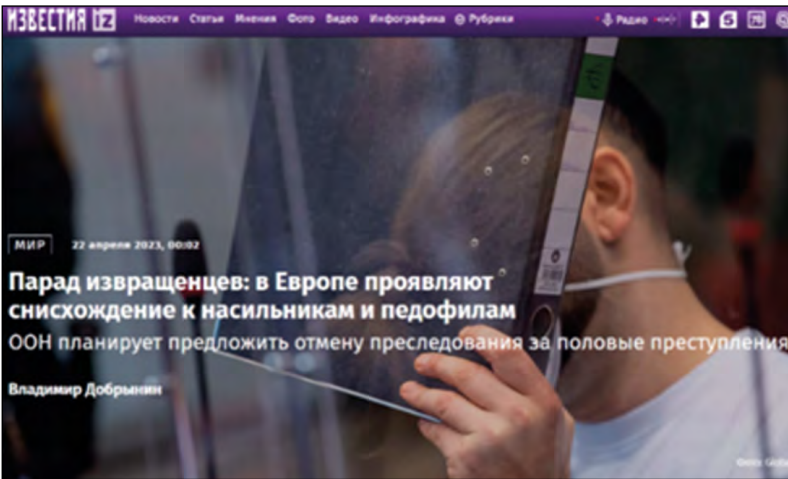 ИЗВЕСТИЯ iz Новости Статьи Мнения Фото Видео Инфографика Рубрики Радио
МИР 22 апреля 2023, 00:02
Парад извращенцев: в Европе проявляют
снисхождение к насильникам и педофилам
ООН планирует предложить отмену преследования за половые преступления
Владимир Добрынин